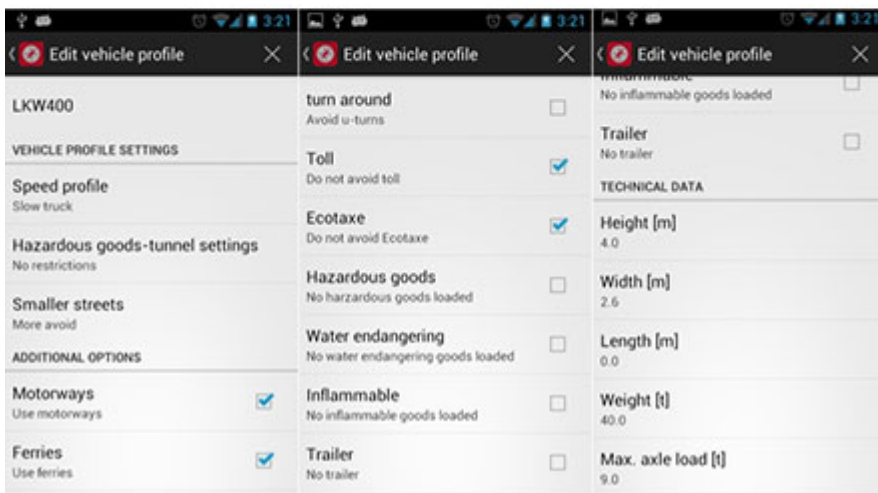 3:21
Edit vehicle profile
LKW400
VEHICLE PROFILE SETTINGS
Speed profile
Slow truck
Hazardous goods-tunnel settings
No restrictions
Smaller streets
More avoid
ADDITIONAL OPTIONS
Motorways
Use motorways
Ferries
Use ferries
3:21
Edit vehicle profile
turn around
Avoid u-turns
Toll
Do not avoid toll
Ecotaxe
Do not avoid Ecotaxe
Hazardous goods
No harzardous goods loaded
Water endangering
No water endangering goods loaded
Inflammable
No inflammable goods loaded
Trailer
No trailer
3:21
Edit vehicle profile
Inflammable
No inflammable goods loaded
Trailer
No trailer
TECHNICAL DATA
Height [m]
4.0
Width [m]
2.6
Length [m]
0.0
Weight [t]
40.0
Max. axle load [t]
9.0